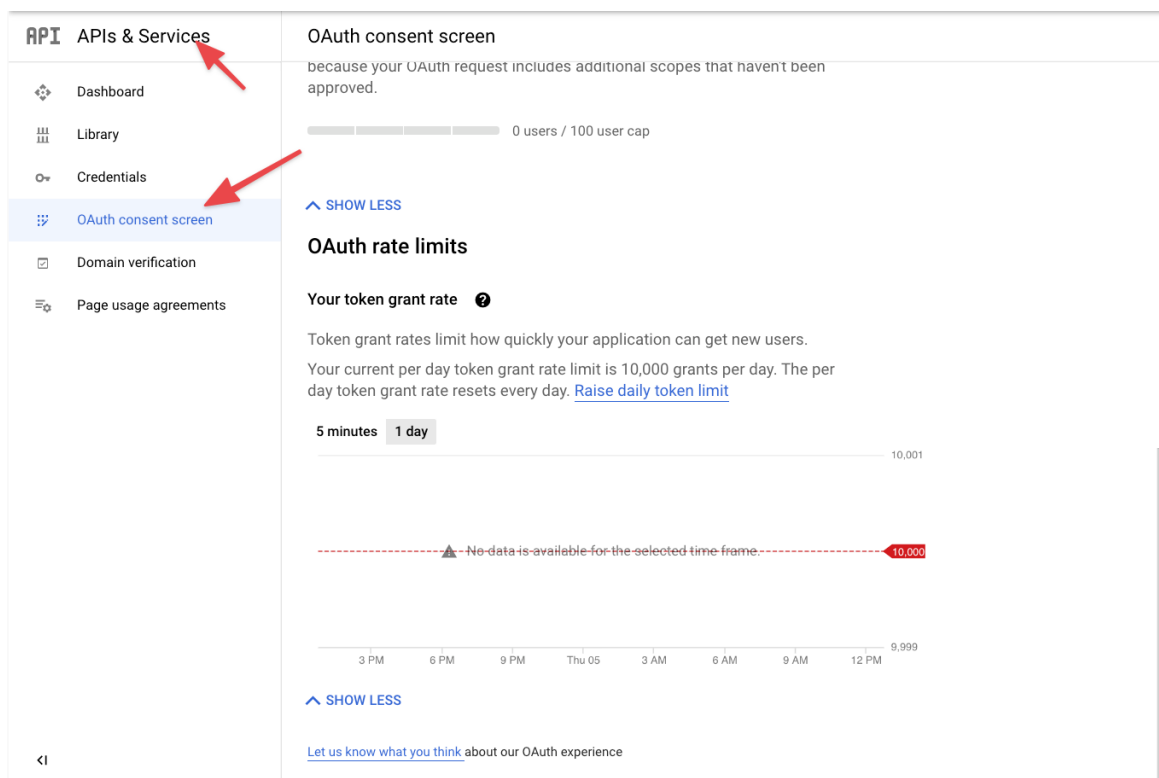 API APIs & Services
OAuth consent screen
Dashboard
Library
Credentials
OAuth consent screen
Domain verification
Page usage agreements
because your OAuth request includes additional scopes that haven't been
approved.
0 users / 100 user cap
SHOW LESS
OAuth rate limits
Your token grant rate ?
Token grant rates limit how quickly your application can get new users.
Your current per day token grant rate limit is 10,000 grants per day. The per
day token grant rate resets every day. Raise daily token limit
5 minutes 1 day
10,001
No data is available for the selected time frame.
10,000
9,999
3 PM 6 PM 9 PM Thu 05 3 AM 6 AM 9 AM 12 PM
SHOW LESS
Let us know what you think about our OAuth experience